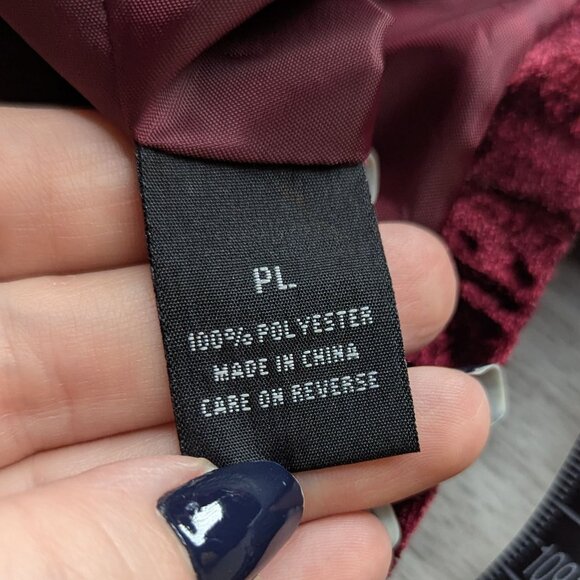 PL
100% POLYESTER
MADE IN CHINA
CARE ON REVERSE